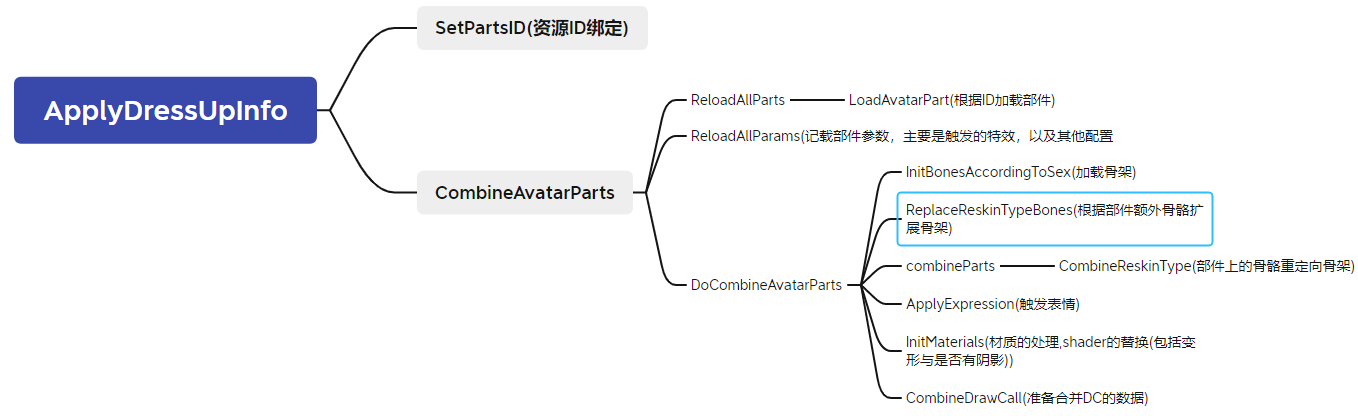 SetPartsID(资源ID绑定)
ApplyDressUpInfo
CombineAvatarParts
ReloadAllParts
LoadAvatarPart(根据ID加载部件)
ReloadAllParams(记载部件参数，主要是触发的特效，以及其他配置
DoCombineAvatarParts
InitBonesAccordingToSex(加载骨架)
ReplaceReskinTypeBones(根据部件额外骨骼扩
展骨架)
combineParts
CombineReskinType(部件上的骨骼重定向骨架)
ApplyExpression(触发表情)
InitMaterials(材质的处理,shader的替换(包括变
形与是否有阴影))
CombineDrawCall(准备合并DC的数据)